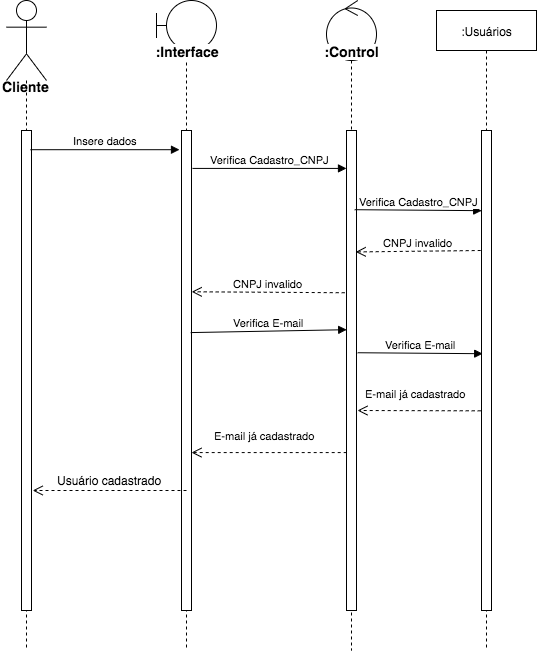 Cliente
:Interface
:Control
:Usuários
Insere dados
Verifica Cadastro_CNPJ
Verifica Cadastro_CNPJ
CNPJ invalido
CNPJ invalido
Verifica E-mail
Verifica E-mail
E-mail já cadastrado
E-mail já cadastrado
Usuário cadastrado